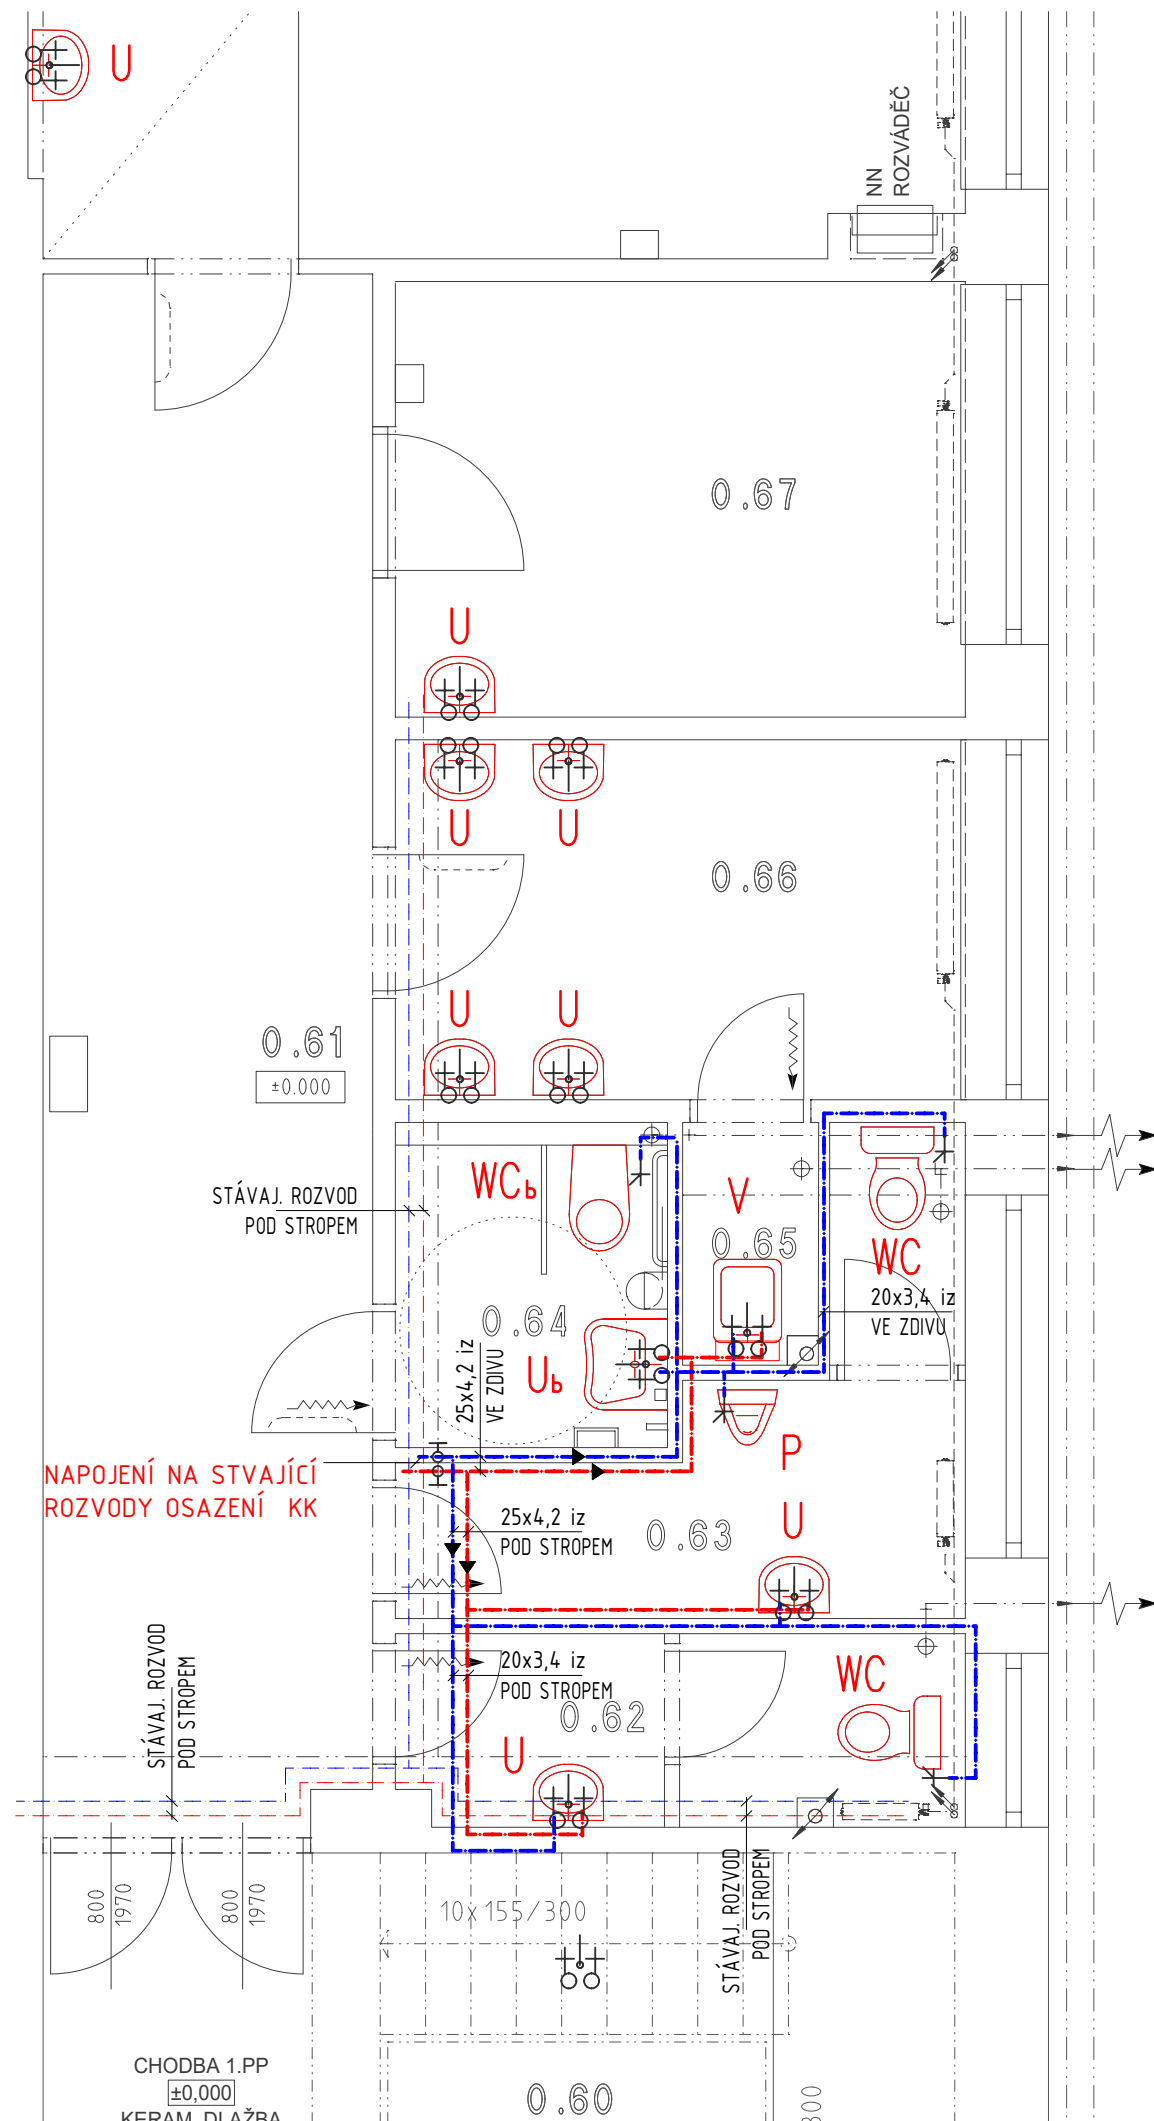 U
NN
ROZVÁDĚČ
0.67
U
U
U
0.66
U
U
0.61
±0.000
WCb
V
STÁVAJ. ROZVOD
POD STROPEM
0.65
WC
20x3,4 iz
VE ZDIVU
0.64
Ub
25x4,2 iz
VE ZDIVU
NAPOJENÍ NA STVAJÍCÍ
ROZVODY OSAZENÍ KK
P
25x4,2 iz
POD STROPEM
0.63
U
STÁVAJ. ROZVOD
POD STROPEM
20x3,4 iz
POD STROPEM
WC
0.62
U
STÁVAJ. ROZVOD
POD STROPEM
800
1970
800
1970
10x155/300
CHODBA 1.PP
±0,000
KERAM. DLAŽBA
0.60